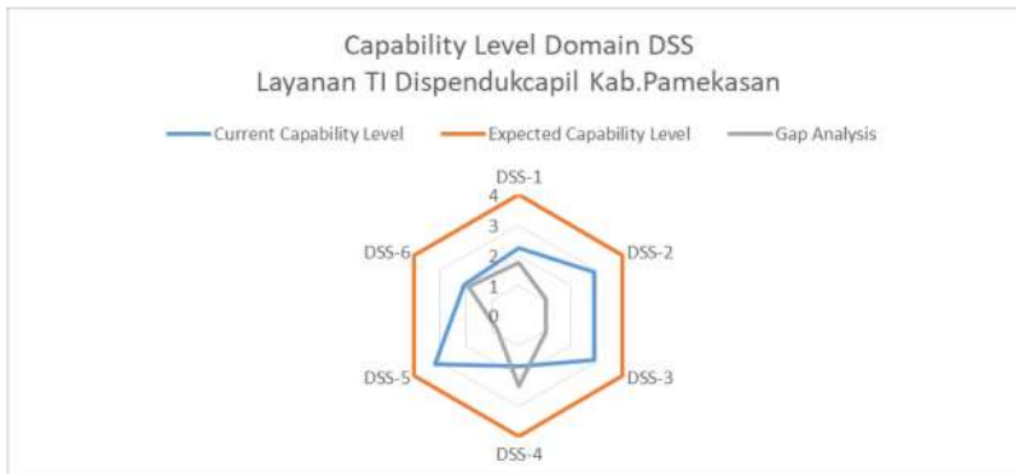 Capability Level Domain DSS
Layanan TI Dispendukcapil Kab.Pamekasan
Current Capability Level Expected Capability Level Gap Analysis
DSS-1
4
3
DSS-6 2 DSS-2
1
0
DSS-5 DSS-3
DSS-4